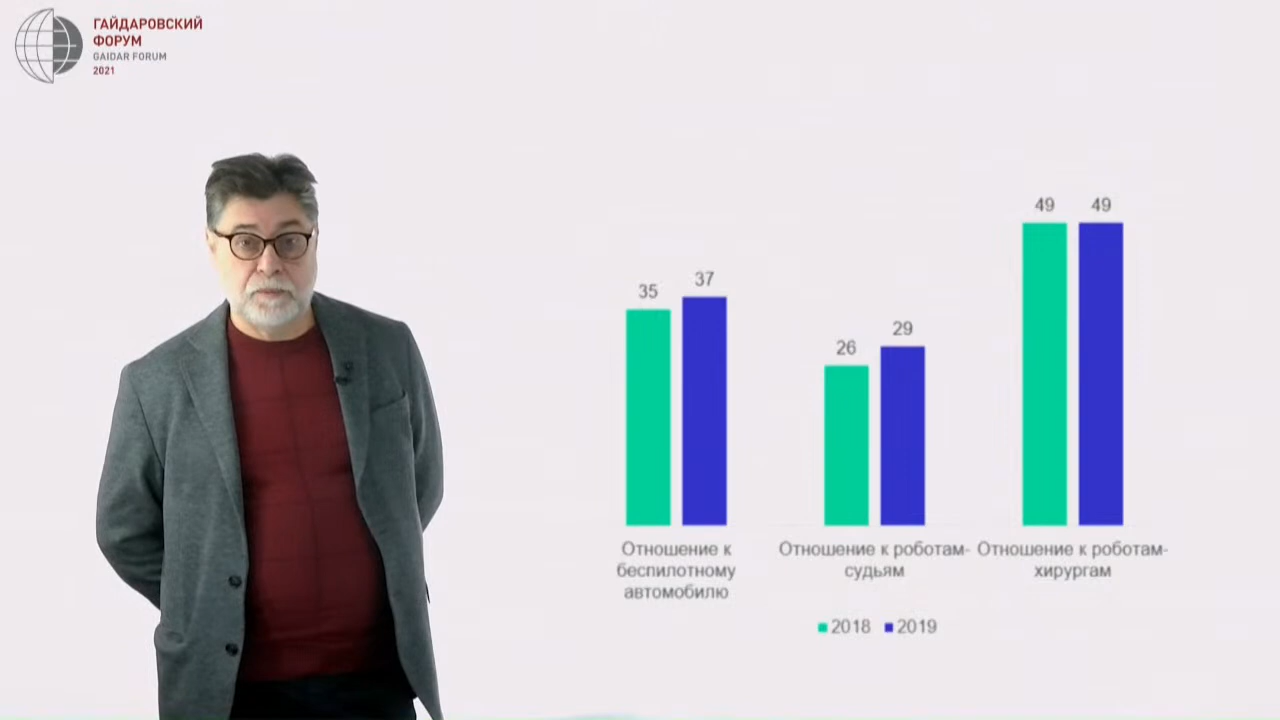 ГАЙДАРОВСКИЙ
ФОРУМ
GAIDAR FORUM
2021
35
37
26
29
49
49
Отношение к
беспилотному
автомобилю
Отношение к роботам-
судьям
Отношение к роботам-
хирургам
2018
2019